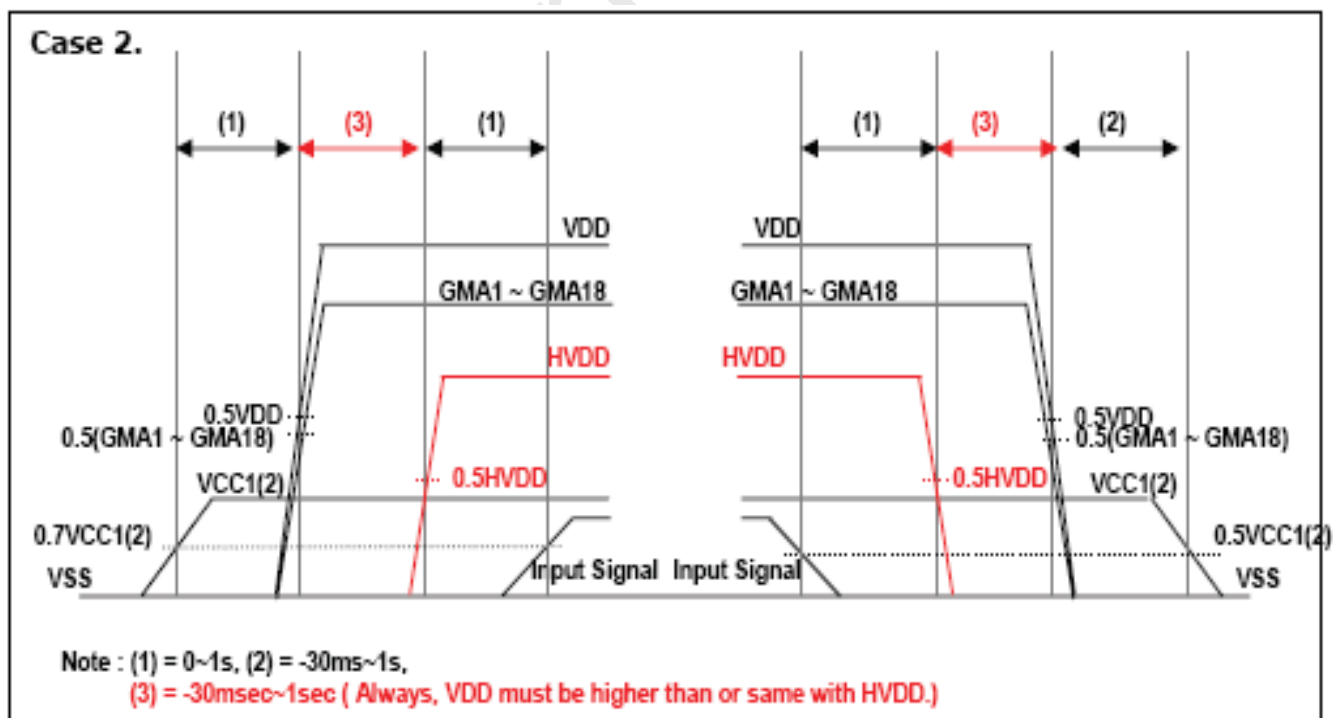 Case 2.
(1) (3) (1) (1) (3) (2)
VDD VDD
GMA1 ~ GMA18 GMA1 ~ GMA18
HVDD HVDD
0.5VDD 0.5VDD
0.5(GMA1 ~ GMA18) 0.5(GMA1 ~ GMA18)
VCC1(2) 0.5HVDD 0.5HVDD VCC1(2)
0.7VCC1(2) 0.5VCC1(2)
VSS Input Signal Input Signal VSS
Note : (1) = 0~1s, (2) = -30ms~1s,
(3) = -30msec~1sec ( Always, VDD must be higher than or same with HVDD.)